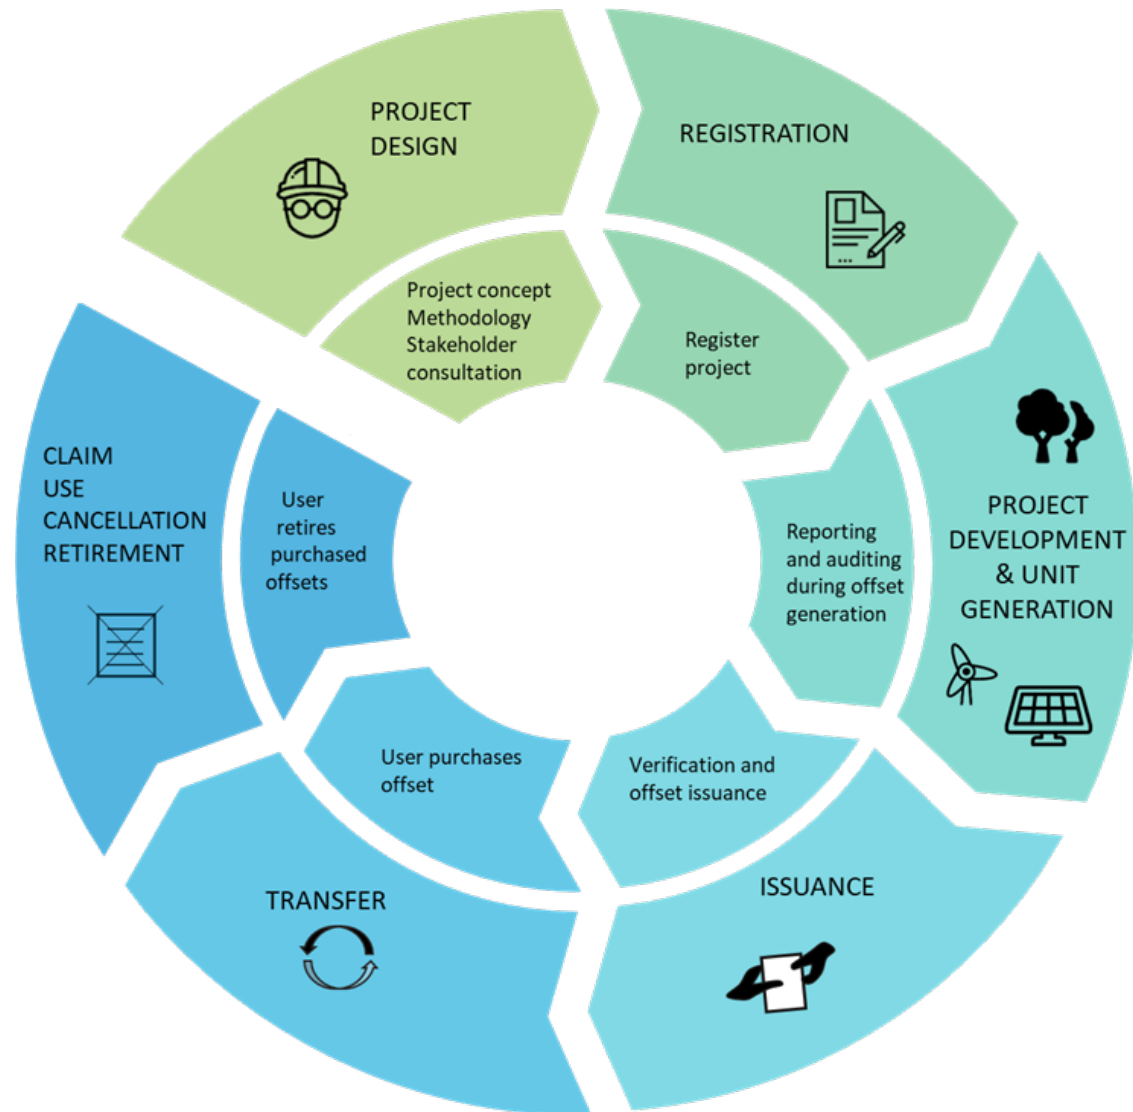 PROJECT
DESIGN
Project concept
Methodology
Stakeholder
consultation
REGISTRATION
Register
project
PROJECT
DEVELOPMENT
& UNIT
GENERATION
Reporting
and auditing
during offset
generation
ISSUANCE
Verification and
offset issuance
TRANSFER
User purchases
offset
CLAIM
USE
CANCELLATION
RETIREMENT
User
retires
purchased
offsets